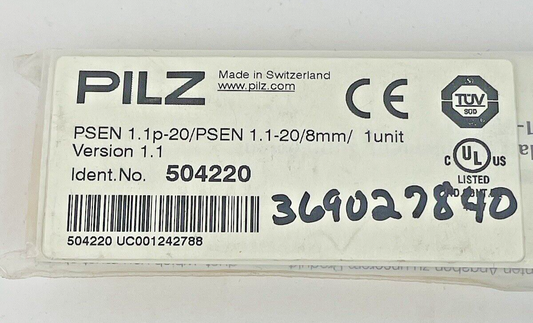 PILZ
Made in Switzerland
www.pilz.com
CE
TÜV
SÜD
PSEN 1.1p-20/PSEN 1.1-20/8mm/ 1unit
Version 1.1
Ident.No. 504220
C UL US
LISTED
369027840
504220 UC001242788